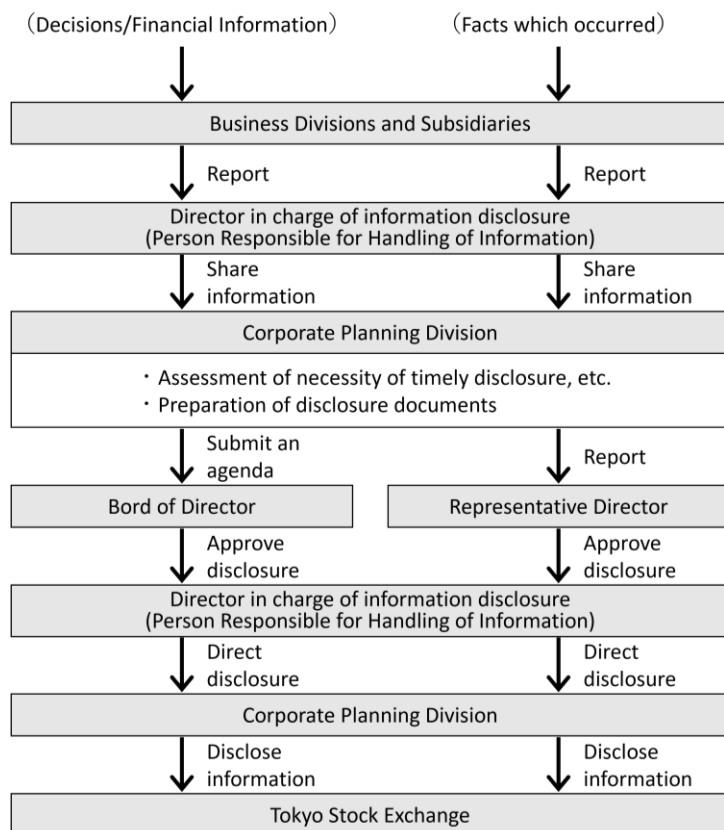 （Decisions/Financial Information）
（Facts which occurred）
Business Divisions and Subsidiaries
Report
Report
Director in charge of information disclosure
(Person Responsible for Handling of Information)
Share
information
Share
information
Corporate Planning Division
・Assessment of necessity of timely disclosure, etc.
・Preparation of disclosure documents
Submit an
agenda
Report
Bord of Director
Representative Director
Approve
disclosure
Approve
disclosure
Director in charge of information disclosure
(Person Responsible for Handling of Information)
Direct
disclosure
Direct
disclosure
Corporate Planning Division
Disclose
information
Disclose
information
Tokyo Stock Exchange